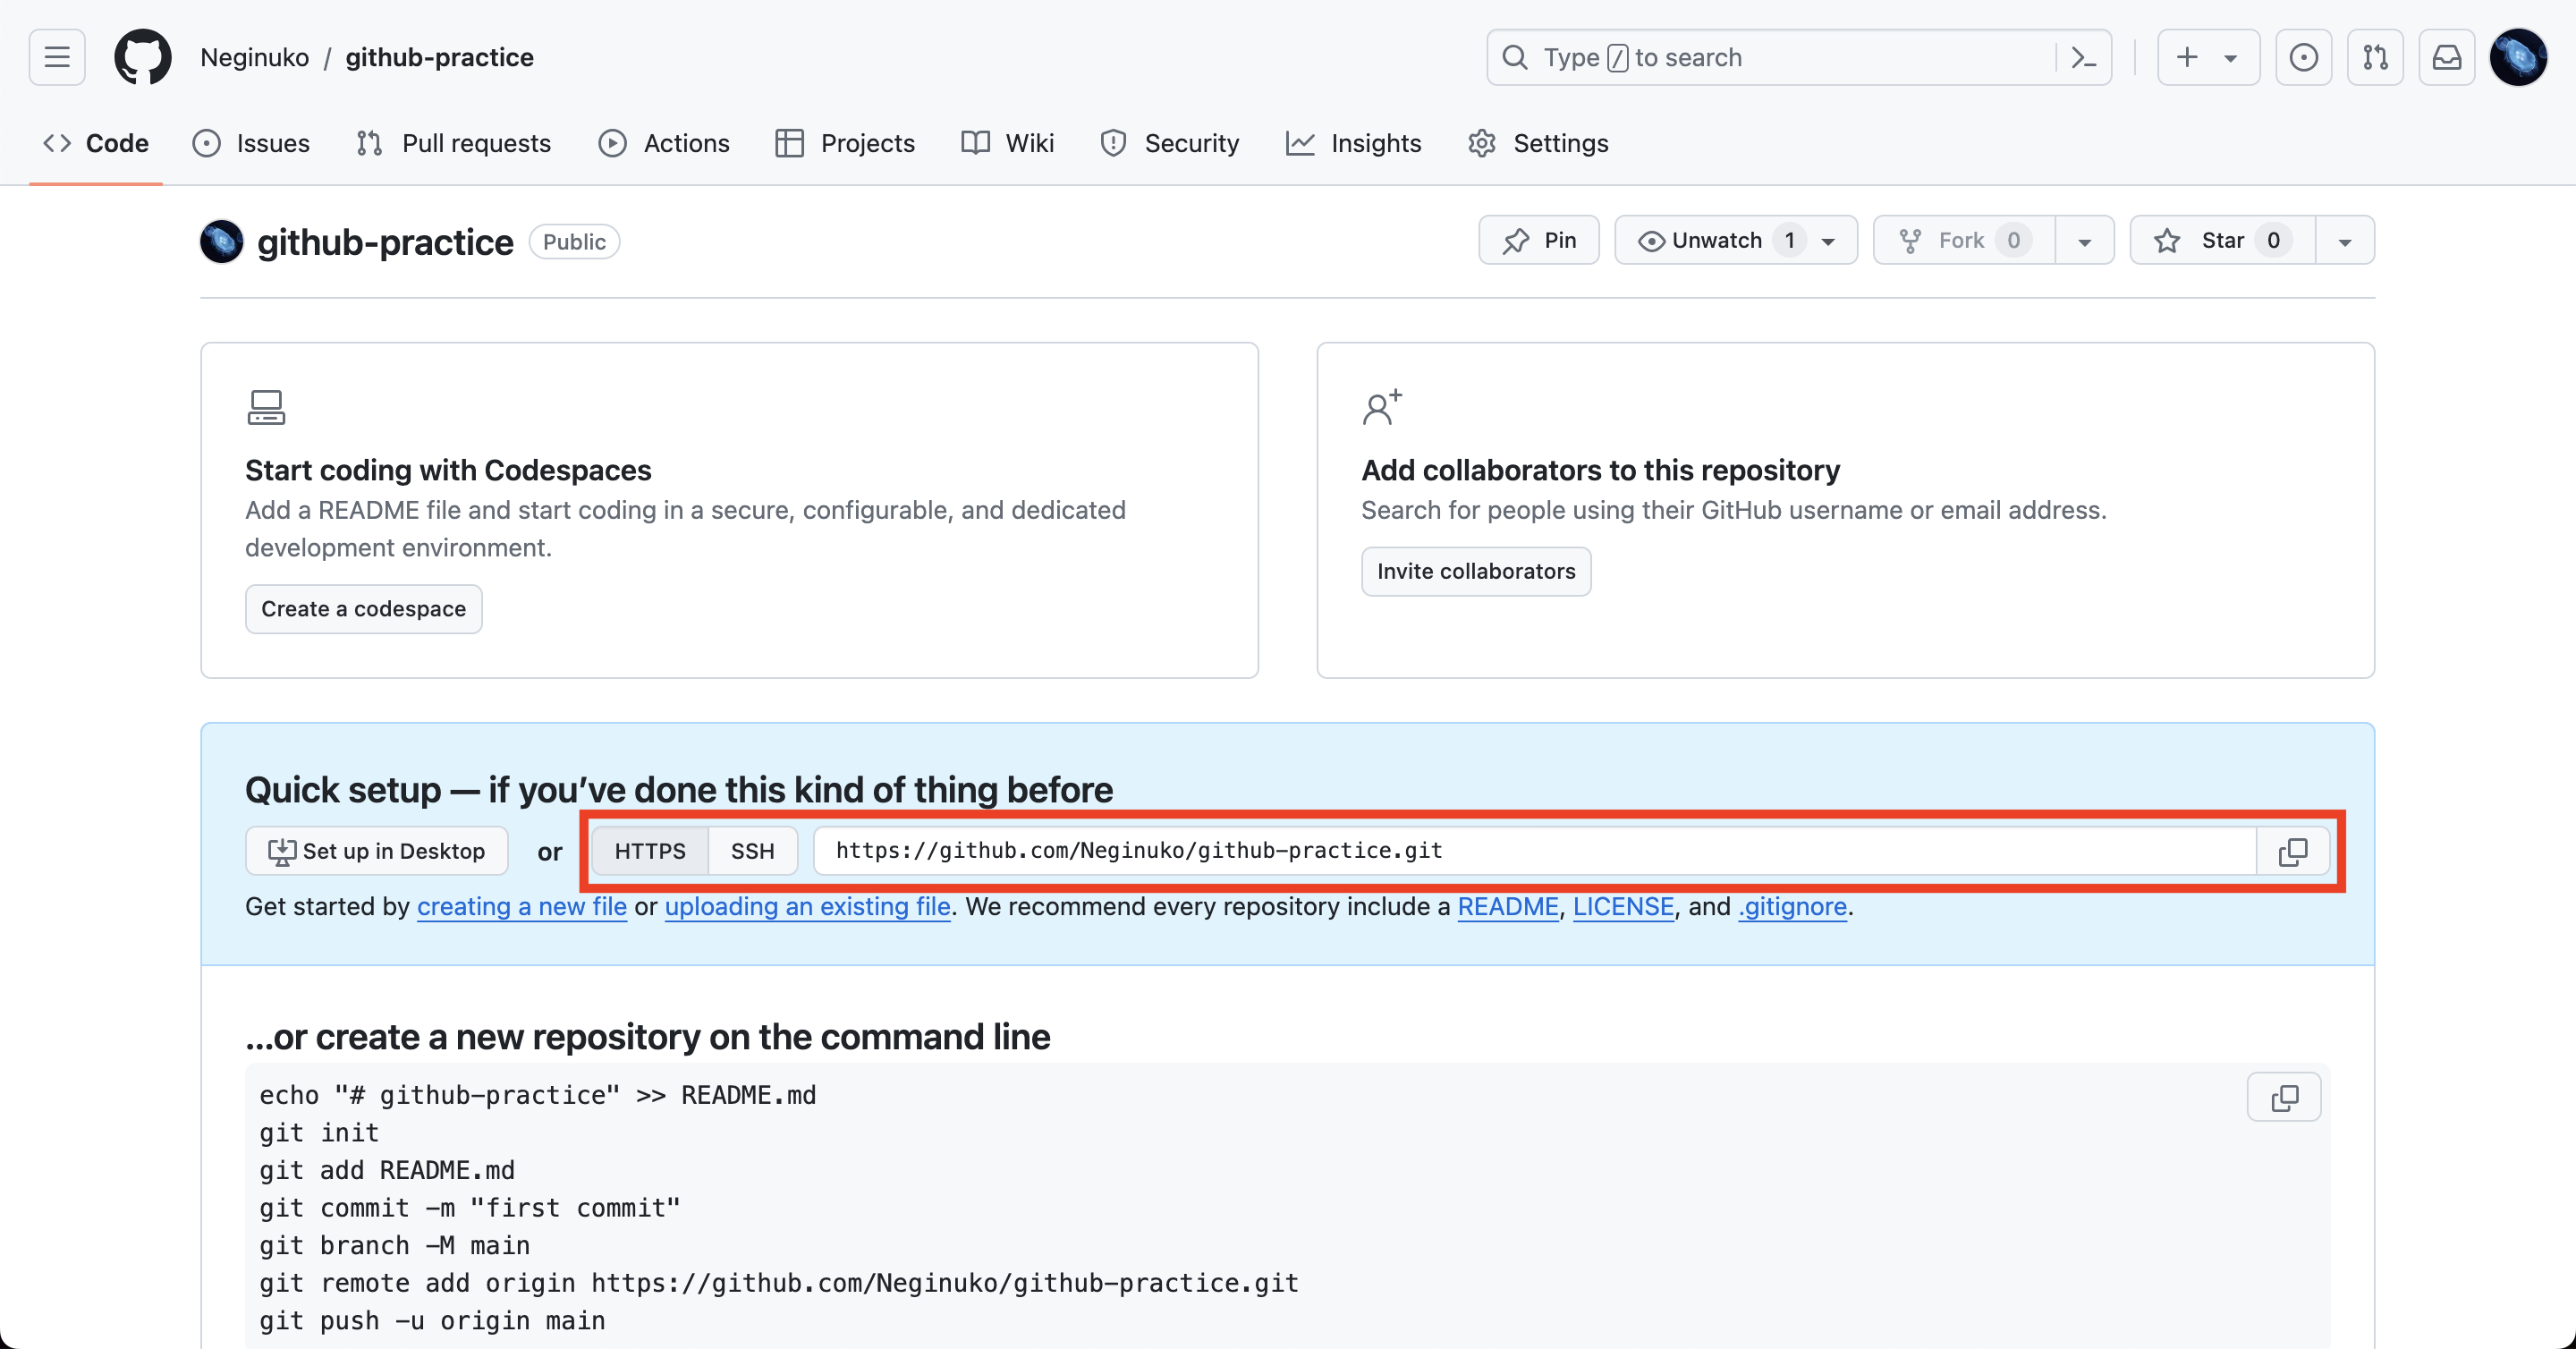 Neginuko / github-practice
Type / to search
Code Issues Pull requests Actions Projects Wiki Security Insights Settings
github-practice Public
Pin Unwatch 1 Fork 0 Star 0
Start coding with Codespaces
Add a README file and start coding in a secure, configurable, and dedicated
development environment.
Create a codespace
Add collaborators to this repository
Search for people using their GitHub username or email address.
Invite collaborators
Quick setup — if you’ve done this kind of thing before
Set up in Desktop or HTTPS SSH https://github.com/Neginuko/github-practice.git
Get started by creating a new file or uploading an existing file. We recommend every repository include a README, LICENSE, and .gitignore.
…or create a new repository on the command line
echo "# github-practice" >> README.md
git init
git add README.md
git commit -m "first commit"
git branch -M main
git remote add origin https://github.com/Neginuko/github-practice.git
git push -u origin main